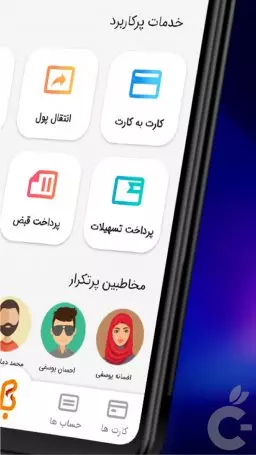 خدمات پرکاربرد
کارت به کارت
انتقال پول
پرداخت تسهیلات
پرداخت قبض
مخاطبین پرتکرار
افسانه یوسفی
احسان یوسفی
محمد
کارت ها
حساب ها